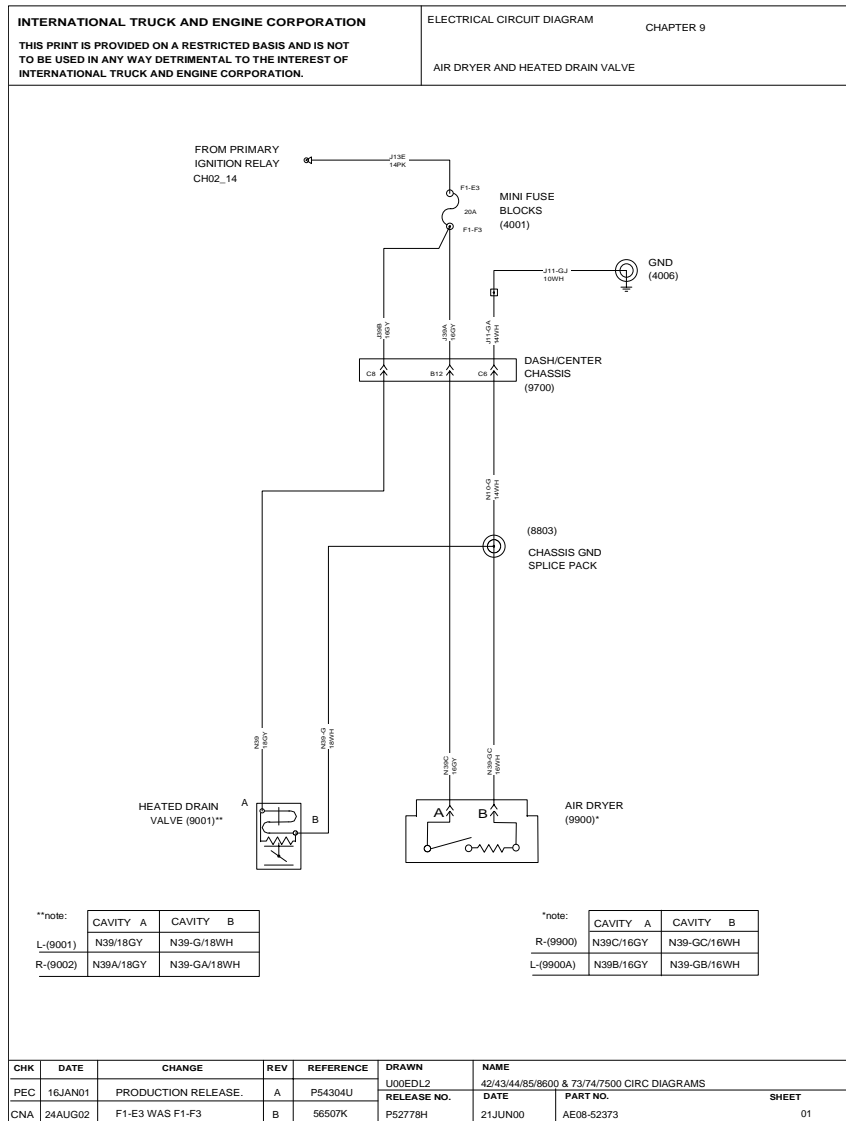 INTERNATIONAL TRUCK AND ENGINE CORPORATION
THIS PRINT IS PROVIDED ON A RESTRICTED BASIS AND IS NOT
TO BE USED IN ANY WAY DETRIMENTAL TO THE INTEREST OF
INTERNATIONAL TRUCK AND ENGINE CORPORATION.
ELECTRICAL CIRCUIT DIAGRAM
CHAPTER 9
AIR DRYER AND HEATED DRAIN VALVE
FROM PRIMARY
IGNITION RELAY
CH02_14
J13E
14PK
F1-E3
20A
F1-F3
MINI FUSE
BLOCKS
(4001)
GND
(4006)
J11-GJ
10WH
J39B
16GY
J39A
16GY
J11-GA
14WH
C8
B12
C6
DASH/CENTER
CHASSIS
(9700)
N10-G
14WH
(8803)
CHASSIS GND
SPLICE PACK
N39
18GY
N39-G
18WH
N39C
16GY
N39-GC
16WH
HEATED DRAIN
VALVE (9001)**
A
B
A
B
AIR DRYER
(9900)*
**note:
CAVITY A CAVITY B
L-(9001) N39/18GY N39-G/18WH
R-(9002) N39A/18GY N39-GA/18WH
*note:
CAVITY A CAVITY B
R-(9900) N39C/16GY N39-GC/16WH
L-(9900A) N39B/16GY N39-GB/16WH
CHK DATE CHANGE REV REFERENCE
PEC 16JAN01 PRODUCTION RELEASE. A P54304U
CNA 24AUG02 F1-E3 WAS F1-F3 B 56507K
DRAWN
U00EDL2
NAME
42/43/44/85/8600 & 73/74/7500 CIRC DIAGRAMS
RELEASE NO.
P52778H
DATE
21JUN00
PART NO.
AE08-52373
SHEET
01